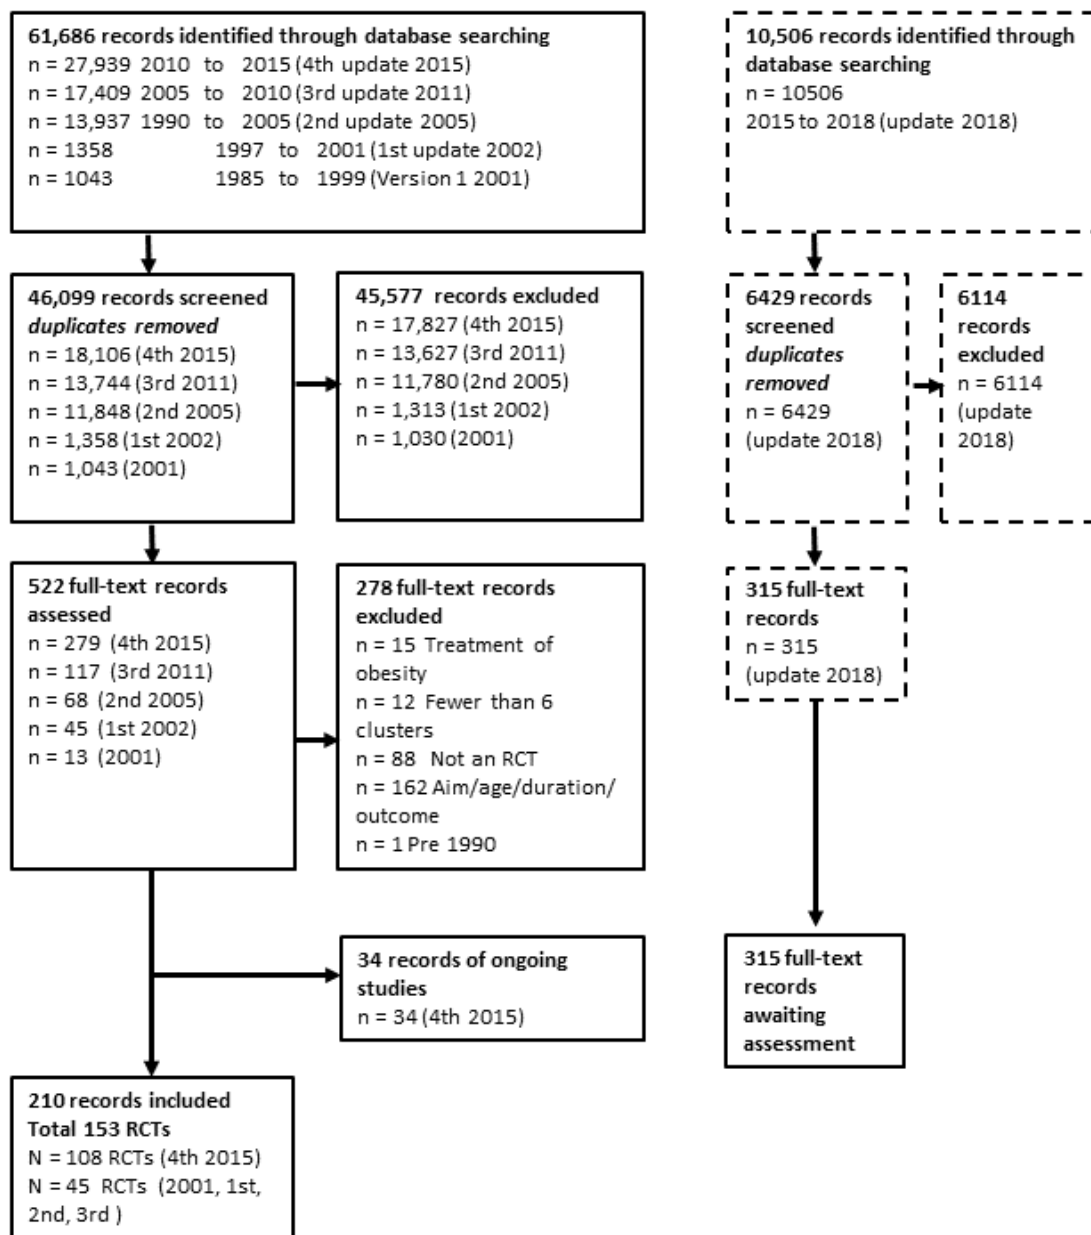 61,686 records identified through database searching
n = 27,939 2010 to 2015 (4th update 2015)
n = 17,409 2005 to 2010 (3rd update 2011)
n = 13,937 1990 to 2005 (2nd update 2005)
n = 1358 1997 to 2001 (1st update 2002)
n = 1043 1985 to 1999 (Version 1 2001)
10,506 records identified through
database searching
n = 10506
2015 to 2018 (update 2018)
46,099 records screened
duplicates removed
n = 18,106 (4th 2015)
n = 13,744 (3rd 2011)
n = 11,848 (2nd 2005)
n = 1,358 (1st 2002)
n = 1,043 (2001)
45,577 records excluded
n = 17,827 (4th 2015)
n = 13,627 (3rd 2011)
n = 11,780 (2nd 2005)
n = 1,313 (1st 2002)
n = 1,030 (2001)
6429 records
screened
duplicates
removed
n = 6429
(update 2018)
6114
records
excluded
n = 6114
(update
2018)
522 full-text records
assessed
n = 279 (4th 2015)
n = 117 (3rd 2011)
n = 68 (2nd 2005)
n = 45 (1st 2002)
n = 13 (2001)
278 full-text records
excluded
n = 15 Treatment of
obesity
n = 12 Fewer than 6
clusters
n = 88 Not an RCT
n = 162 Aim/age/duration/
outcome
n = 1 Pre 1990
315 full-text
records
n = 315
(update 2018)
34 records of ongoing
studies
n = 34 (4th 2015)
315 full-text
records
awaiting
assessment
210 records included
Total 153 RCTs
N = 108 RCTs (4th 2015)
N = 45 RCTs (2001, 1st,
2nd, 3rd )